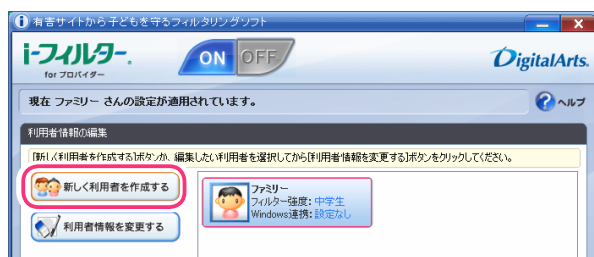 有害サイトから子どもを守るフィルタリングソフト
i-フィルター.
for プロバイダー
ON OFF
DigitalArts.
現在 ファミリー さんの設定が適用されています。
ヘルプ
利用者情報の編集
[新しく利用者を作成する]ボタンか、編集したい利用者を選択してから[利用者情報を変更する]ボタンをクリックしてください。
新しく利用者を作成する
ファミリー
フィルター強度: 中学生
Windows連携: 設定なし
利用者情報を変更する